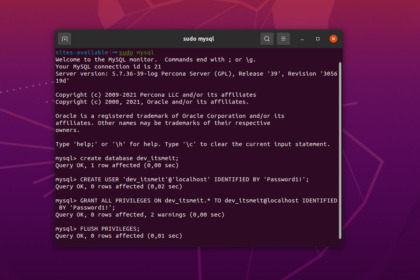 sudo mysql
sites-available sudo mysql
Welcome to the MySQL monitor.  Commands end with ; or \g.
Your MySQL connection id is 21
Server version: 5.7.36-39-log Percona Server (GPL), Release '39', Revision '3056
19d'
Copyright (c) 2009-2021 Percona LLC and/or its affiliates
Copyright (c) 2000, 2021, Oracle and/or its affiliates.
Oracle is a registered trademark of Oracle Corporation and/or its
affiliates. Other names may be trademarks of their respective
owners.
Type 'help;' or '\h' for help. Type '\c' to clear the current input statement.
mysql> create database dev_itsmeit;
Query OK, 1 row affected (0,00 sec)
mysql> CREATE USER 'dev_itsmeit'@'localhost' IDENTIFIED BY 'Password1!';
Query OK, 0 rows affected (0,02 sec)
mysql> GRANT ALL PRIVILEGES ON dev_itsmeit.* TO dev_itsmeit@localhost IDENTIFIED
BY 'Password1!';
Query OK, 0 rows affected, 2 warnings (0,00 sec)
mysql> FLUSH PRIVILEGES;
Query OK, 0 rows affected (0,01 sec)